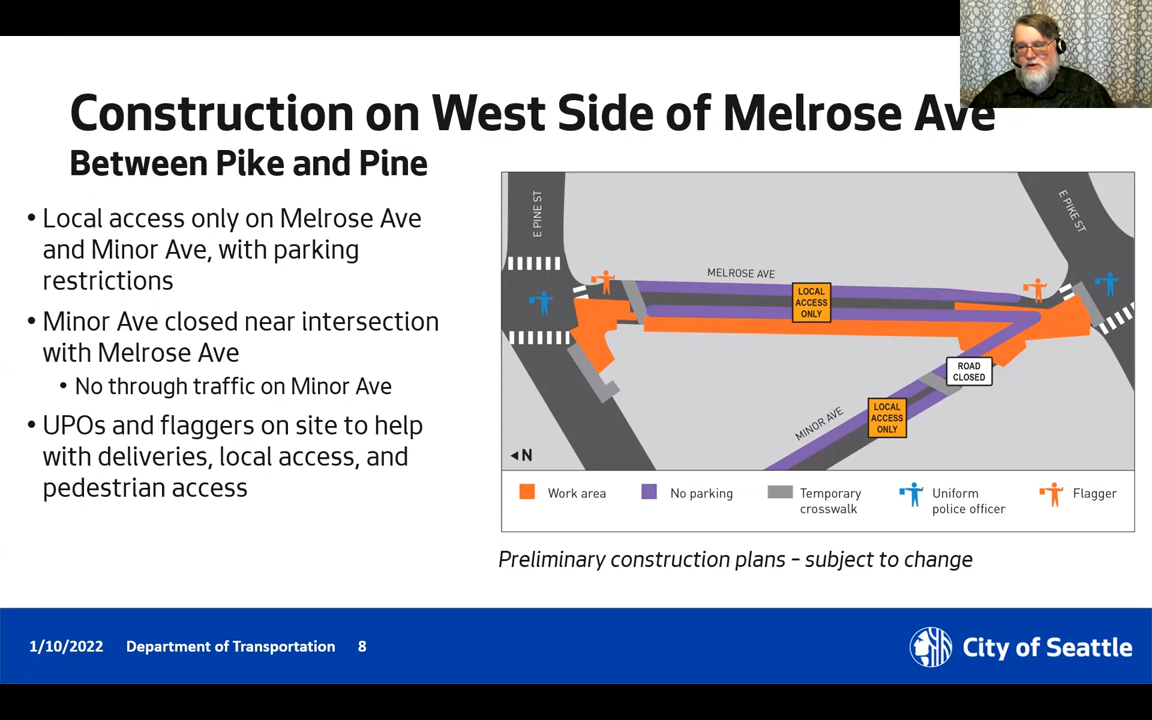 Construction on West Side of Melrose Ave
Between Pike and Pine
• Local access only on Melrose Ave
and Minor Ave, with parking
restrictions
• Minor Ave closed near intersection
with Melrose Ave
• No through traffic on Minor Ave
• UPOs and flaggers on site to help
with deliveries, local access, and
pedestrian access
E PINE ST
E PIKE ST
MELROSE AVE
LOCAL
ACCESS
ONLY
ROAD
CLOSED
MINOR AVE
LOCAL
ACCESS
ONLY
N
Work area
No parking
Temporary
crosswalk
Uniform
police officer
Flagger
Preliminary construction plans – subject to change
1/10/2022 Department of Transportation 8
City of Seattle